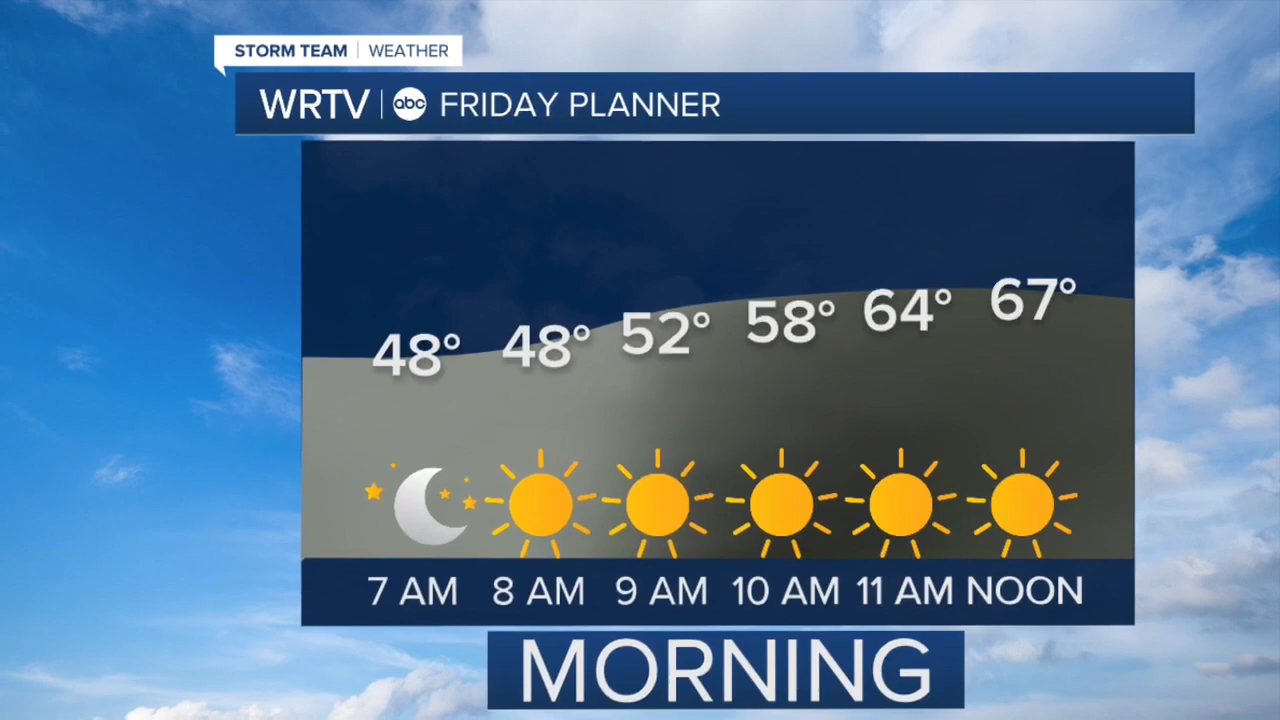 STORM TEAM | WEATHER
WRTV | abc FRIDAY PLANNER
48° 48° 52° 58° 64° 67°
7 AM 8 AM 9 AM 10 AM 11 AM NOON
MORNING